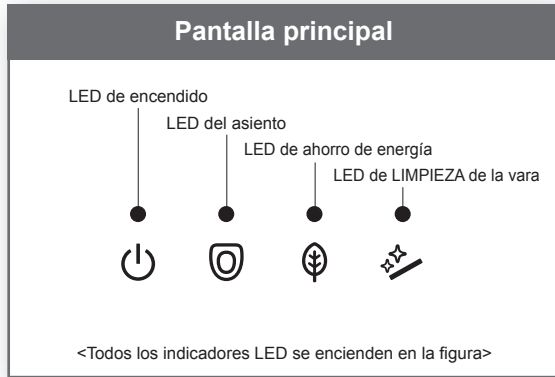 Pantalla principal
LED de encendido
LED del asiento
LED de ahorro de energía
LED de LIMPIEZA de la vara
<Todos los indicadores LED se encienden en la figura>